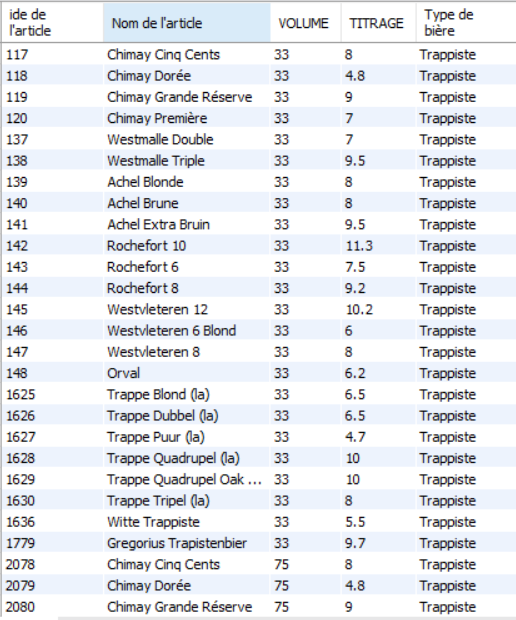 ide de l'article Nom de l'article VOLUME TITRAGE Type de bière
117 Chimay Cinq Cents 33 8 Trappiste
118 Chimay Dorée 33 4.8 Trappiste
119 Chimay Grande Réserve 33 9 Trappiste
120 Chimay Première 33 7 Trappiste
137 Westmalle Double 33 7 Trappiste
138 Westmalle Triple 33 9.5 Trappiste
139 Achel Blonde 33 8 Trappiste
140 Achel Brune 33 8 Trappiste
141 Achel Extra Bruin 33 9.5 Trappiste
142 Rochefort 10 33 11.3 Trappiste
143 Rochefort 6 33 7.5 Trappiste
144 Rochefort 8 33 9.2 Trappiste
145 Westvleteren 12 33 10.2 Trappiste
146 Westvleteren 6 Blond 33 6 Trappiste
147 Westvleteren 8 33 8 Trappiste
148 Orval 33 6.2 Trappiste
1625 Trappe Blond (la) 33 6.5 Trappiste
1626 Trappe Dubbel (la) 33 6.5 Trappiste
1627 Trappe Puur (la) 33 4.7 Trappiste
1628 Trappe Quadrupel (la) 33 10 Trappiste
1629 Trappe Quadrupel Oak ... 33 10 Trappiste
1630 Trappe Tripel (la) 33 8 Trappiste
1636 Witte Trappiste 33 5.5 Trappiste
1779 Gregorius Trapistenbier 33 9.7 Trappiste
2078 Chimay Cinq Cents 75 8 Trappiste
2079 Chimay Dorée 75 4.8 Trappiste
2080 Chimay Grande Réserve 75 9 Trappiste